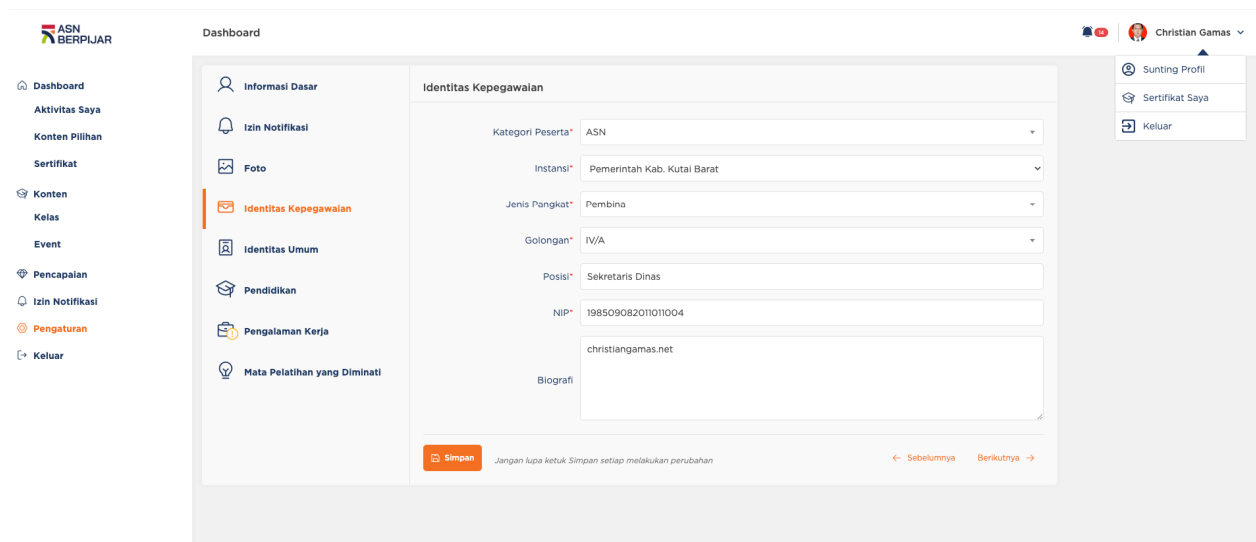 ASN
BERPIJAR
Dashboard
14
Christian Gamas
Sunting Profil
Sertifikat Saya
Keluar
Dashboard
Aktivitas Saya
Konten Pilihan
Sertifikat
Konten
Kelas
Event
Pencapaian
Izin Notifikasi
Pengaturan
Keluar
Informasi Dasar
Izin Notifikasi
Foto
Identitas Kepegawaian
Identitas Umum
Pendidikan
Pengalaman Kerja
Mata Pelatihan yang Diminati
Identitas Kepegawaian
Kategori Peserta* ASN
Instansi* Pemerintah Kab. Kutai Barat
Jenis Pangkat* Pembina
Golongan* IV/A
Posisi* Sekretaris Dinas
NIP* 198509082011011004
Biografi christiangamas.net
Simpan Jangan lupa ketuk Simpan setiap melakukan perubahan
← Sebelumnya Berikutnya →